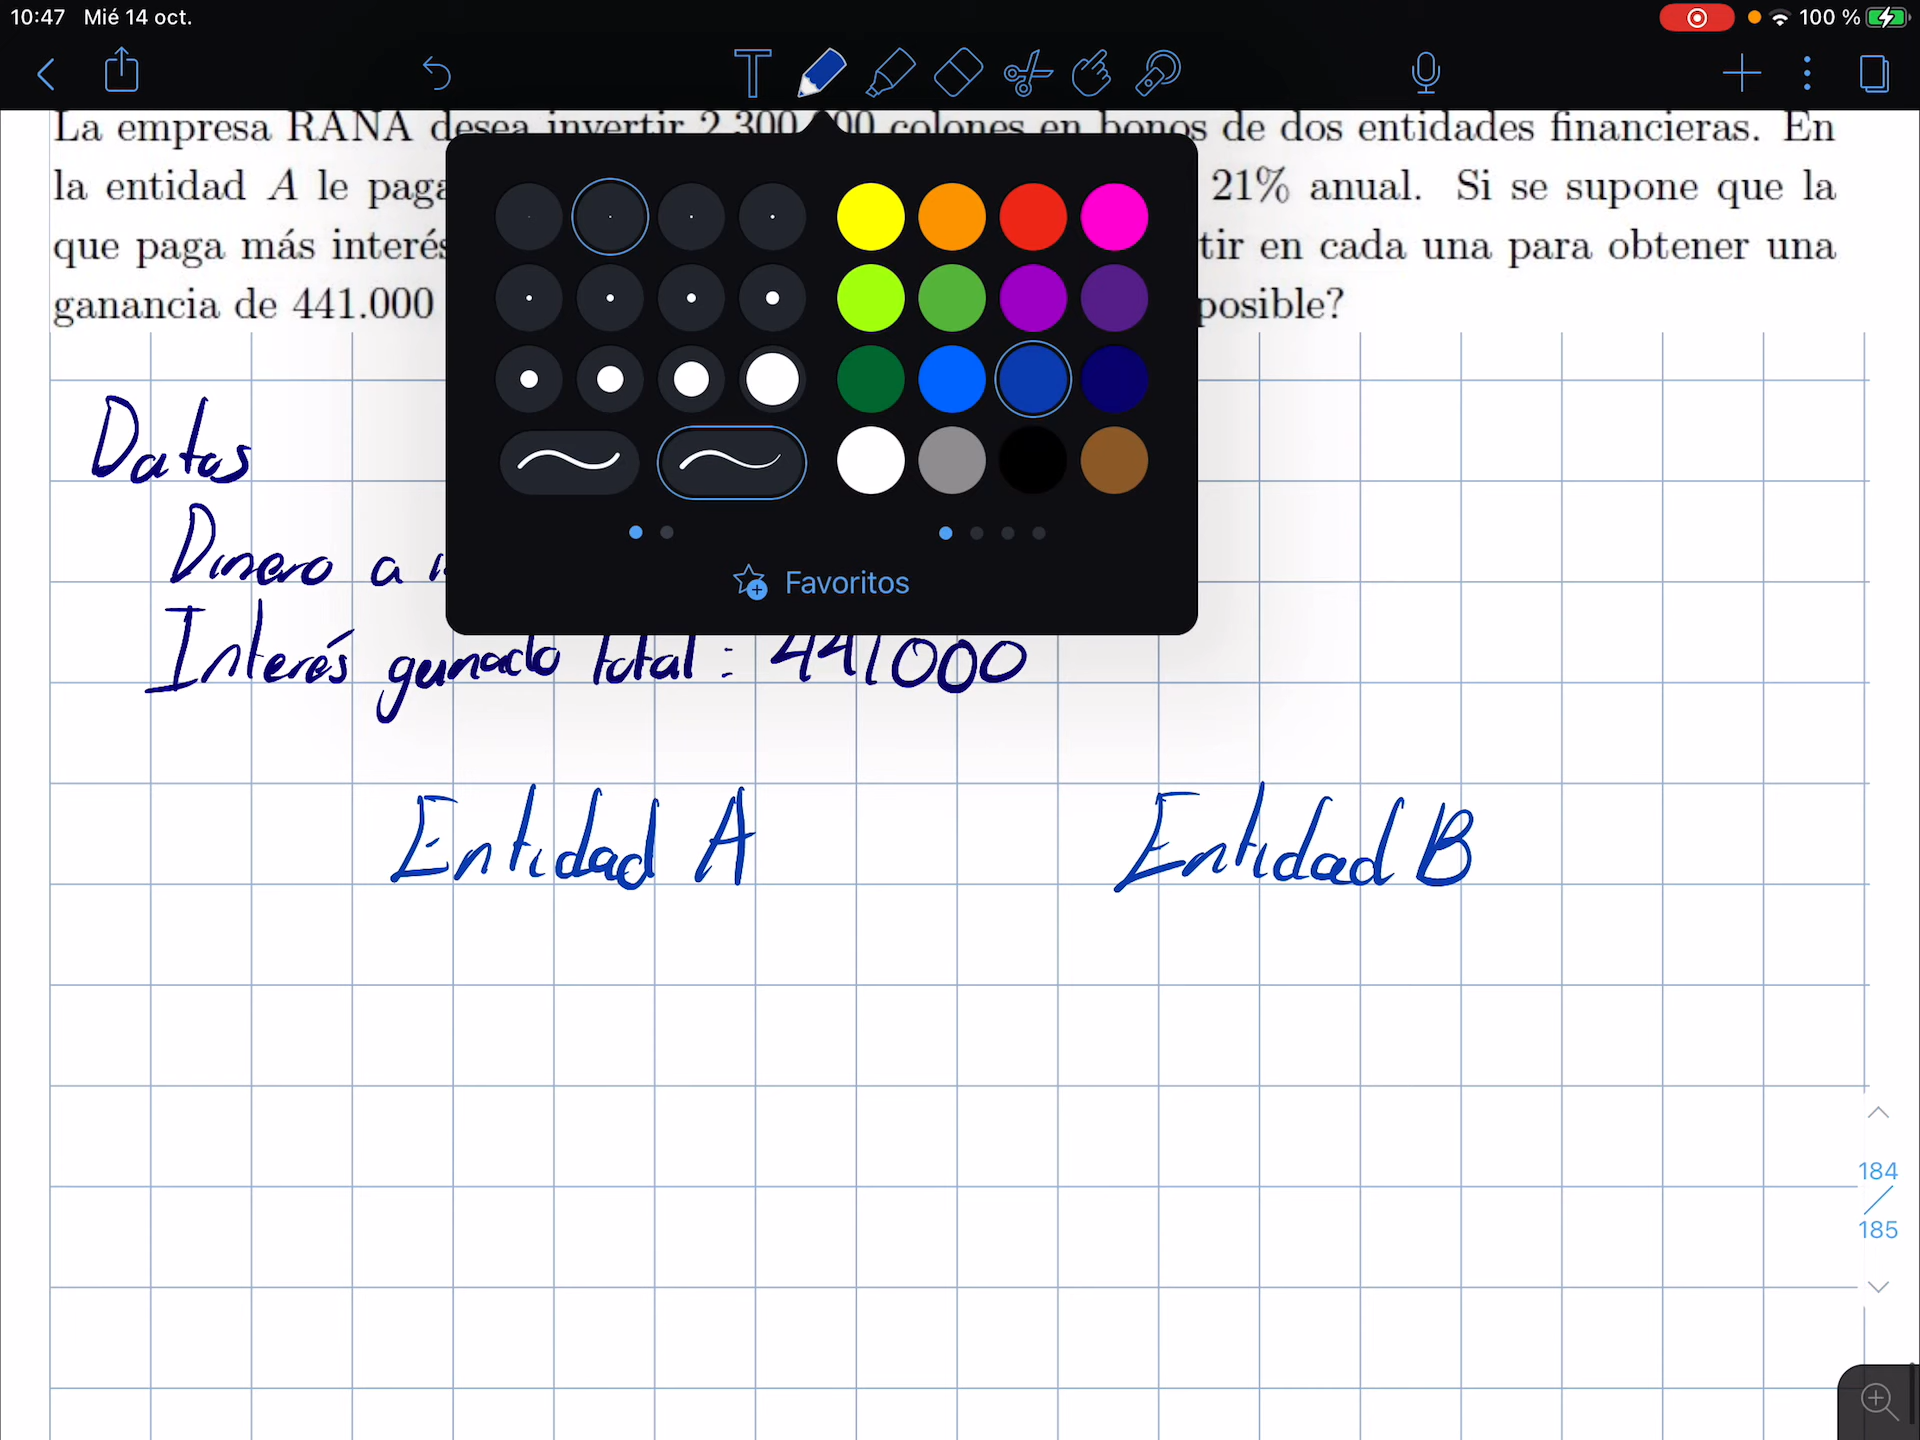 10:47 Mié 14 oct. 100 %
T
La empresa RANA desea invertir 2.300 00 colones en bonos de dos entidades financieras. En
la entidad A le paga 21% anual. Si se supone que la
que paga más interés tir en cada una para obtener una
ganancia de 441.000 posible?
Datos
Dinero a
Favoritos
Interés ganado total : 441000
Entidad A Entidad B
184
185